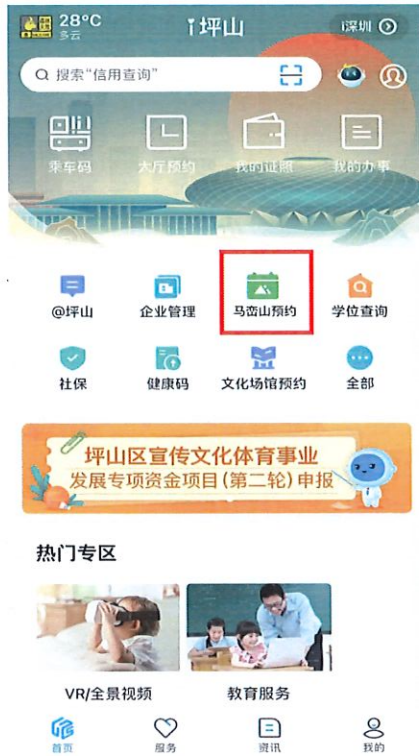 28°C
多云
i坪山
i深圳
搜索“信用查询”
乘车码 大厅预约 我的证照 我的办事
@坪山 企业管理 马峦山预约 学位查询
社保 健康码 文化场馆预约 全部
坪山区宣传文化体育事业
发展专项资金项目(第二轮)申报
热门专区
VR/全景视频 教育服务
首页 服务 资讯 我的